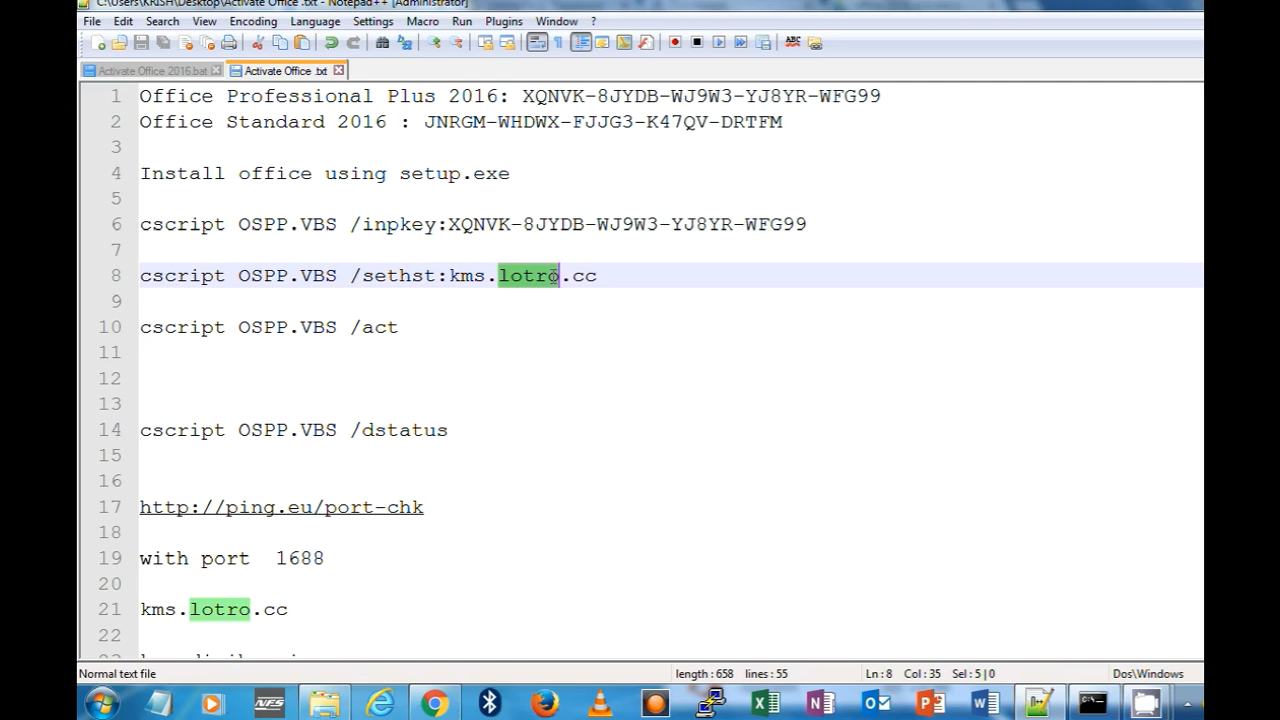 C:\Users\KRISH\Desktop\Activate Office .txt - Notepad++ [Administrator]
File Edit Search View Encoding Language Settings Macro Run Plugins Window ?
Activate Office 2016.bat Activate Office .txt
1 Office Professional Plus 2016: XQNVK-8JYDB-WJ9W3-YJ8YR-WFG99
2 Office Standard 2016 : JNRGM-WHDWX-FJJG3-K47QV-DRTFM
3
4 Install office using setup.exe
5
6 cscript OSPP.VBS /inpkey:XQNVK-8JYDB-WJ9W3-YJ8YR-WFG99
7
8 cscript OSPP.VBS /sethst:kms.lotro.cc
9
10 cscript OSPP.VBS /act
11
12
13
14 cscript OSPP.VBS /dstatus
15
16
17 http://ping.eu/port-chk
18
19 with port 1688
20
21 kms.lotro.cc
22
Normal text file length : 658 lines : 55 Ln : 8 Col : 35 Sel : 5 | 0 Dos\Windows